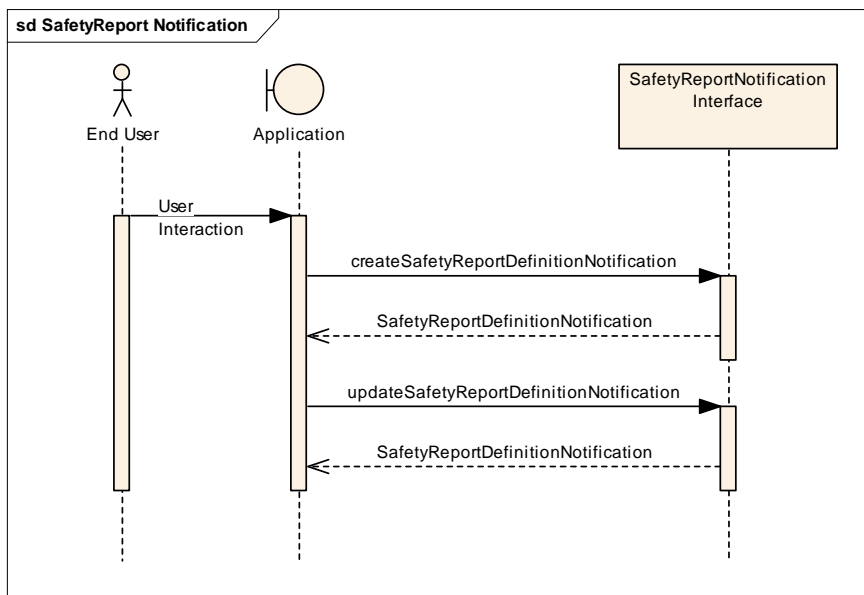 sd SafetyReport Notification
End User
Application
SafetyReportNotification
Interface
User
Interaction
createSafetyReportDefinitionNotification
SafetyReportDefinitionNotification
updateSafetyReportDefinitionNotification
SafetyReportDefinitionNotification